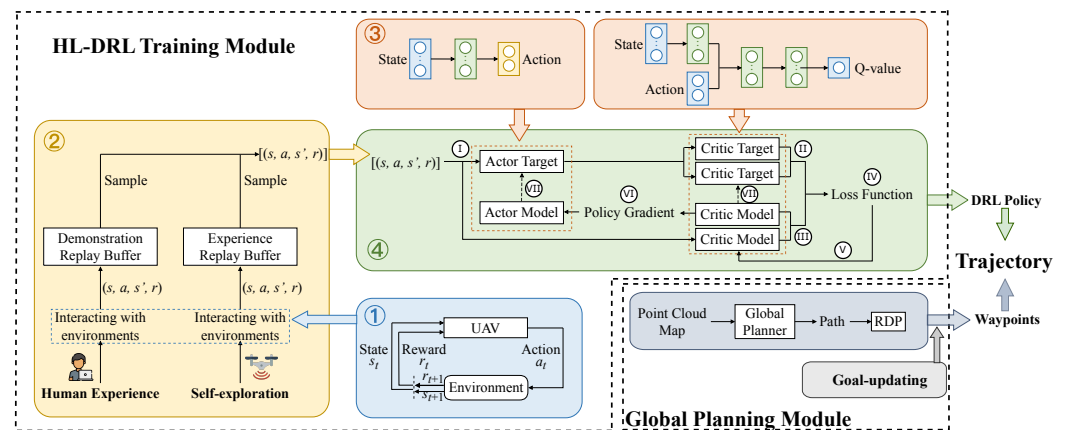 HL-DRL Training Module
③
State
Action
State
Action
Q-value
②
[(s, a, s’, r)]
Sample
Sample
Demonstration
Replay Buffer
Experience
Replay Buffer
(s, a, s’, r)
(s, a, s’, r)
Interacting with
environments
Interacting with
environments
Human Experience
Self-exploration
[(s, a, s’, r)]
I
Actor Target
VII
Actor Model
VI
Policy Gradient
Critic Target
Critic Target
VII
Critic Model
Critic Model
II
III
IV
Loss Function
V
④
DRL Policy
Trajectory
Waypoints
①
UAV
State
s_t
Reward
r_t
Action
a_t
r_{t+1}
s_{t+1}
Environment
Point Cloud
Map
Global
Planner
Path
RDP
Goal-updating
Global Planning Module